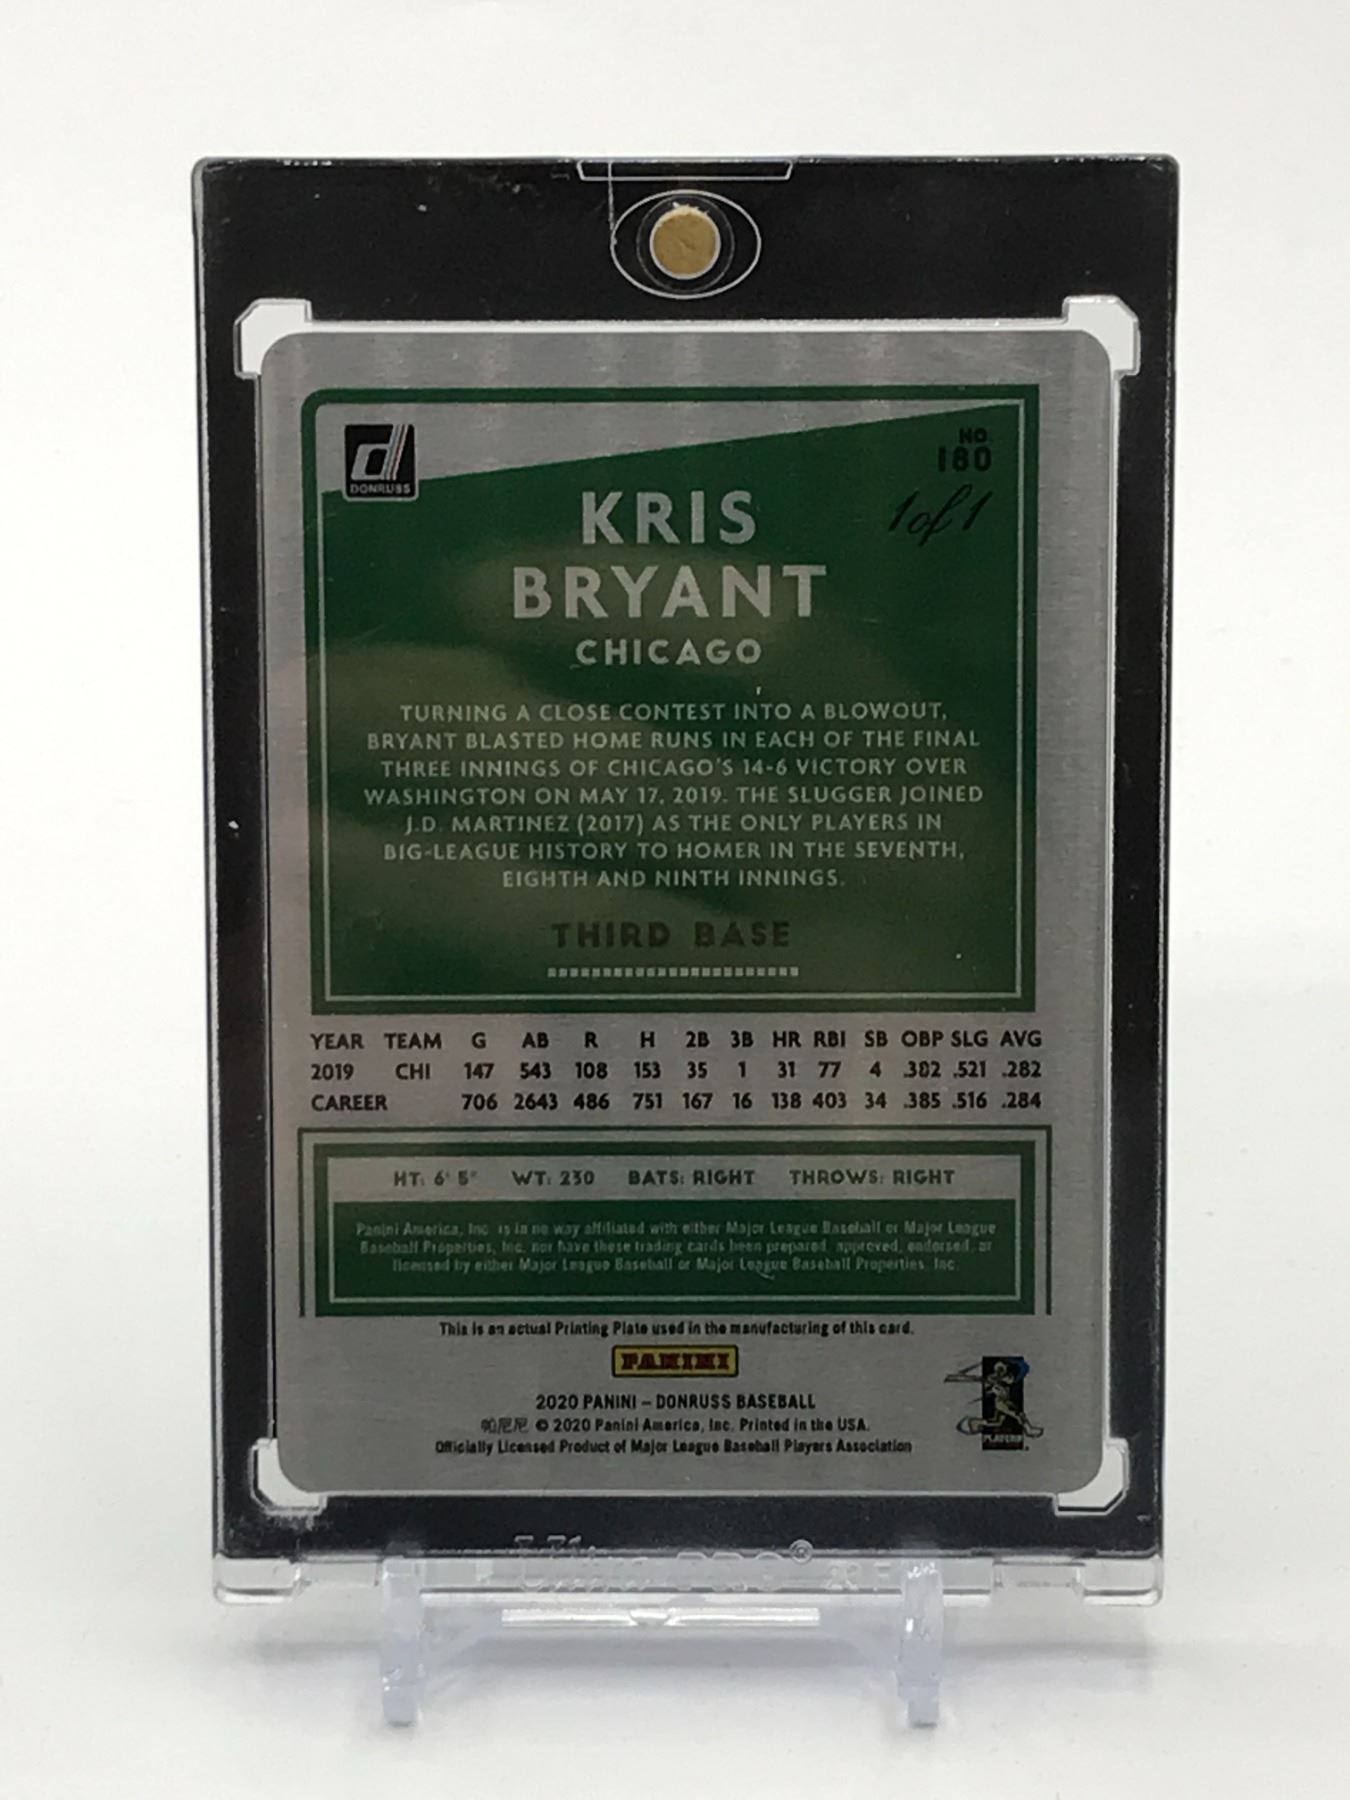 DONRUSS
NO.
180
1 of 1
KRIS
BRYANT
CHICAGO
TURNING A CLOSE CONTEST INTO A BLOWOUT,
BRYANT BLASTED HOME RUNS IN EACH OF THE FINAL
THREE INNINGS OF CHICAGO'S 14-6 VICTORY OVER
WASHINGTON ON MAY 17, 2019. THE SLUGGER JOINED
J.D. MARTINEZ (2017) AS THE ONLY PLAYERS IN
BIG-LEAGUE HISTORY TO HOMER IN THE SEVENTH,
EIGHTH AND NINTH INNINGS.
THIRD BASE
YEAR TEAM G AB R H 2B 3B HR RBI SB OBP SLG AVG
2019 CHI 147 543 108 153 35 1 31 77 4 .382 .521 .282
CAREER 706 2643 486 751 167 16 138 403 34 .385 .516 .284
HT: 6' 5" WT: 230 BATS: RIGHT THROWS: RIGHT
Panini America, Inc. is in no way affiliated with either Major League Baseball or Major League
Baseball Properties, Inc. nor have these trading cards been prepared, approved, endorsed, or
licensed by either Major League Baseball or Major League Baseball Properties, Inc.
This is an actual Printing Plate used in the manufacturing of this card.
PANINI
2020 PANINI – DONRUSS BASEBALL
帕尼尼 © 2020 Panini America, Inc. Printed in the USA.
Officially Licensed Product of Major League Baseball Players Association
PLAYERS
Ultra PRO®